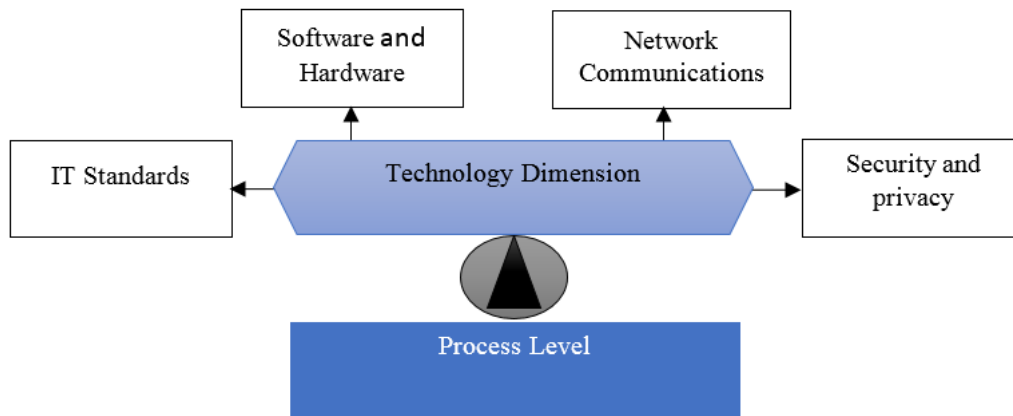 Software and
Hardware
Network
Communications
IT Standards
Technology Dimension
Security and
privacy
Process Level